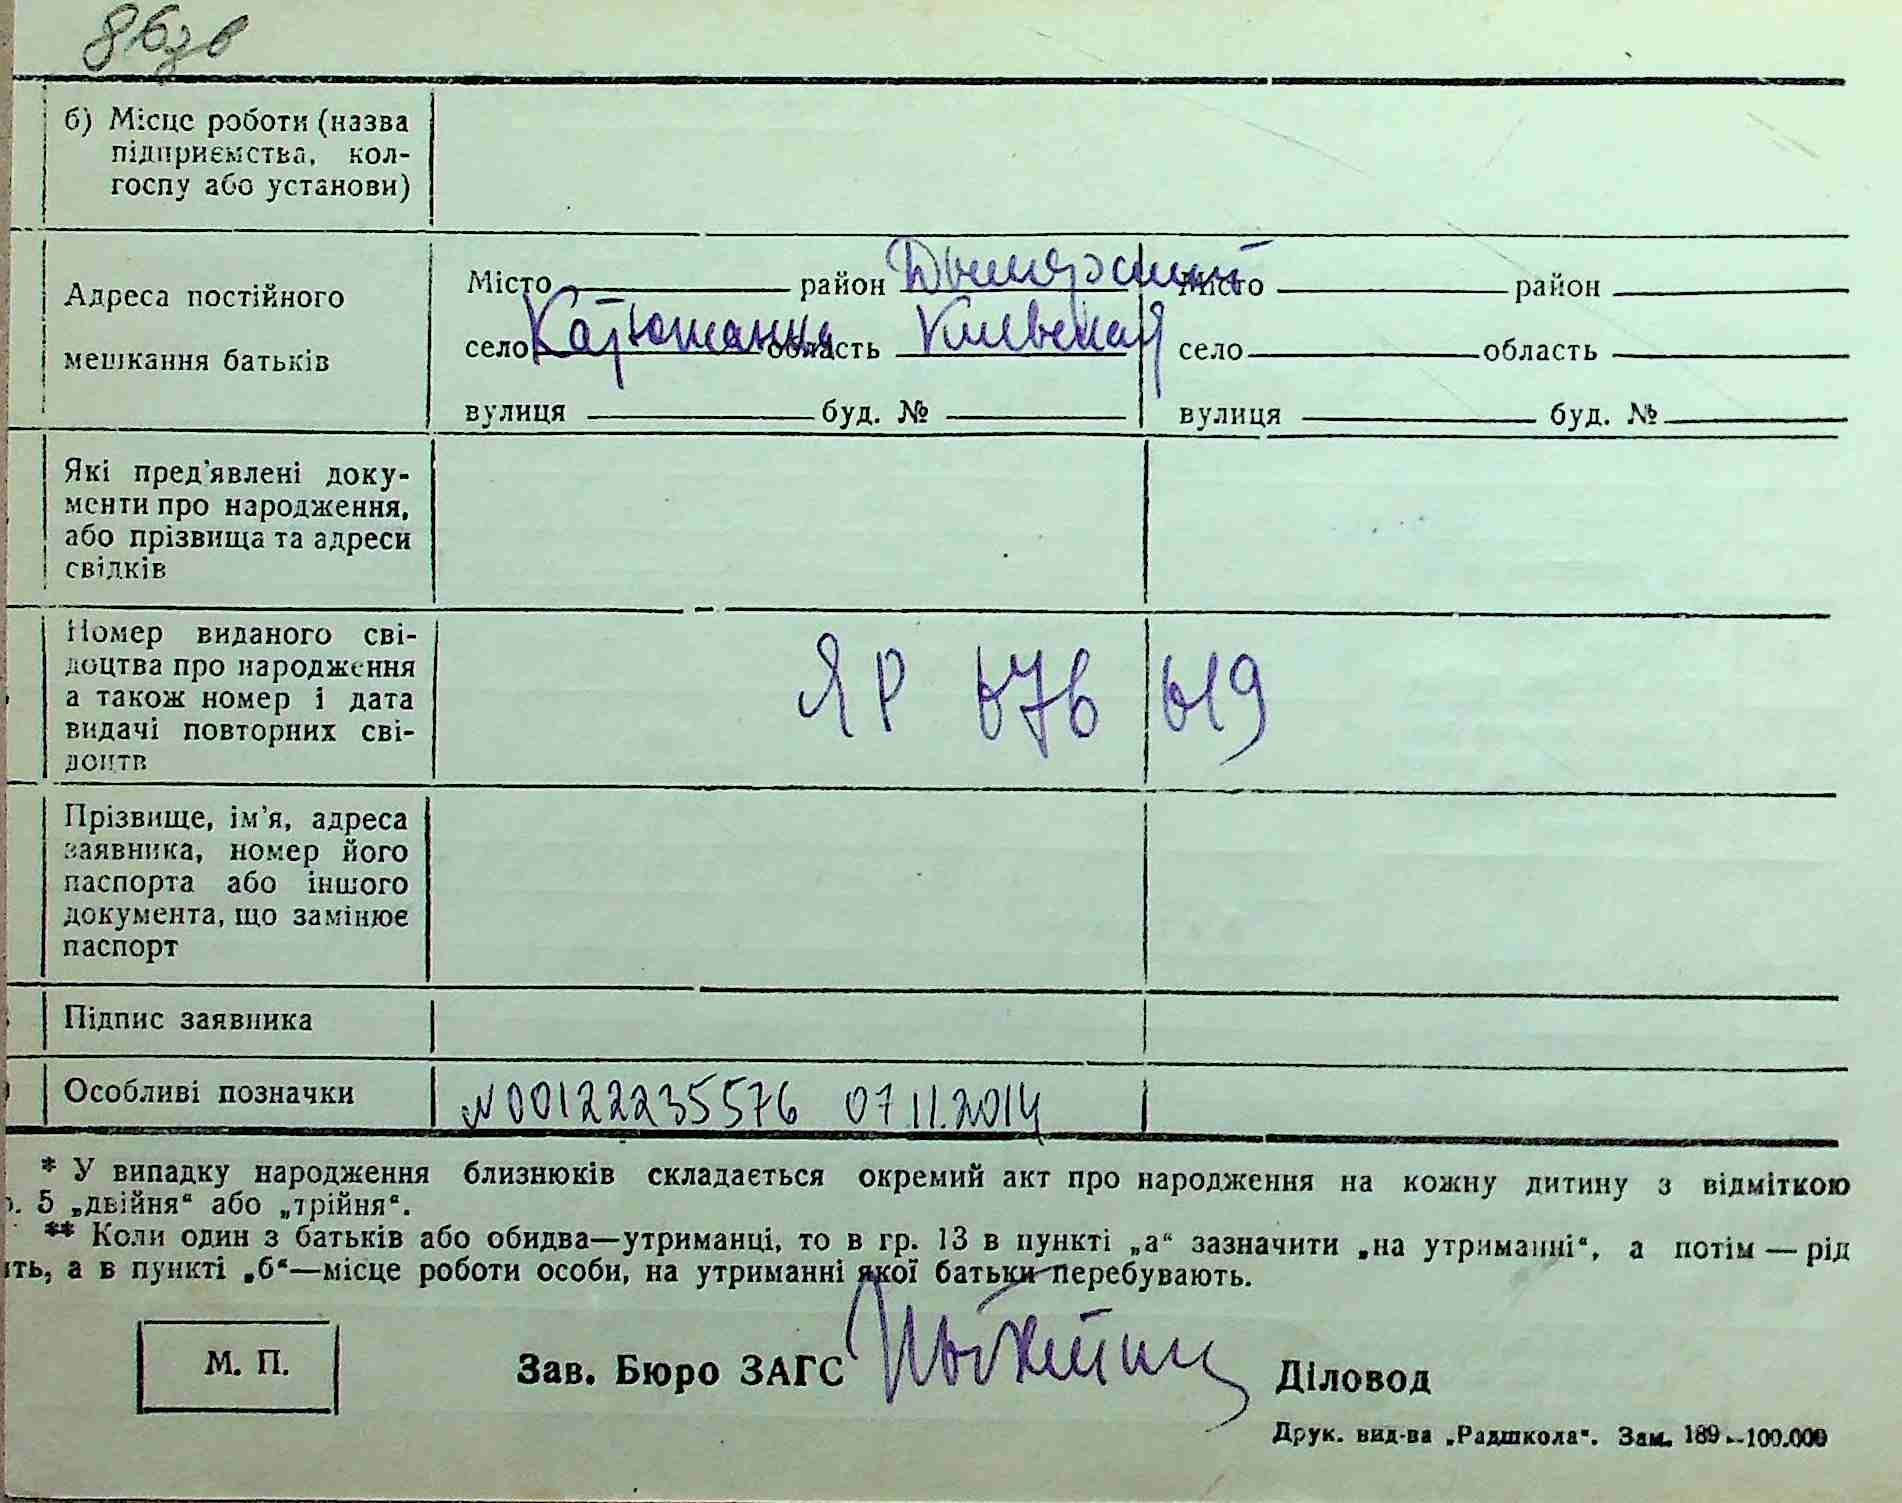 86зв
б) Місце роботи (назва
підприємства, кол-
госпу або установи)
Адреса постійного
мешкання батьків
Місто район Дымерский
село Катюжанка область Киевская
вулиця буд. №
Місто район
село область
вулиця буд. №
Які пред'явлені доку-
менти про народження,
або прізвища та адреси
свідків
Номер виданого сві-
доцтва про народження
а також номер і дата
видачі повторних сві-
доцтв
ЯР 676 619
Прізвище, ім'я, адреса
заявника, номер його
паспорта або іншого
документа, що замінює
паспорт
Підпис заявника
Особливі позначки
N00122235576 07.11.2014
* У випадку народження близнюків складається окремий акт про народження на кожну дитину з відміткою
. 5 „двійня“ або „трійня“.
** Коли один з батьків або обидва—утриманці, то в гр. 13 в пункті „а“ зазначити „на утриманні“, а потім — рід
ить, а в пункті „б“—місце роботи особи, на утриманні якої батьки перебувають.
М. П.
Зав. Бюро ЗАГС
Діловод
Друк. вид-ва „Радшкола“. Зам. 189—100.000